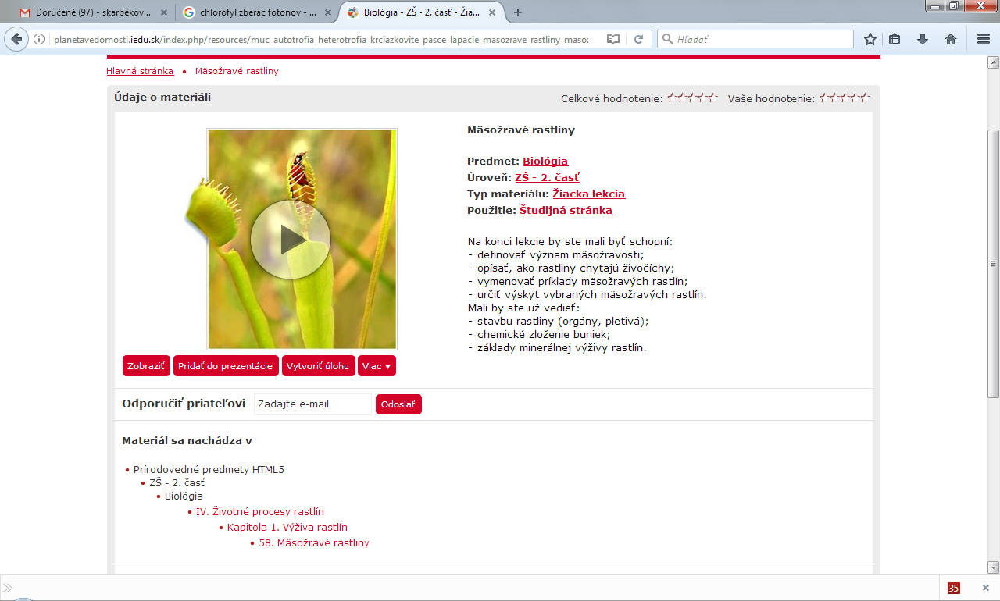 Doručené (97) - skarbekov...
chlorofyl zberac fotonov - ...
Biológia - ZŠ - 2. časť - Žia...
planetavedomosti.iedu.sk/index.php/resources/muc_autotrofia_heterotrofia_krciazkovite_pasce_lapacie_masozrave_rastliny_maso:
Hľadať
Hlavná stránka • Mäsožravé rastliny
Údaje o materiáli
Celkové hodnotenie:
Vaše hodnotenie:
Mäsožravé rastliny
Predmet: Biológia
Úroveň: ZŠ - 2. časť
Typ materiálu: Žiacka lekcia
Použitie: Študijná stránka
Na konci lekcie by ste mali byť schopní:
- definovať význam mäsožravosti;
- opísať, ako rastliny chytajú živočíchy;
- vymenovať príklady mäsožravých rastlín;
- určiť výskyt vybraných mäsožravých rastlín.
Mali by ste už vedieť:
- stavbu rastliny (orgány, pletivá);
- chemické zloženie buniek;
- základy minerálnej výživy rastlín.
Zobraziť Pridať do prezentácie Vytvoriť úlohu Viac ▼
Odporučiť priateľovi Zadajte e-mail Odoslať
Materiál sa nachádza v
• Prírodovedné predmety HTML5
• ZŠ - 2. časť
• Biológia
• IV. Životné procesy rastlín
• Kapitola 1. Výživa rastlín
• 58. Mäsožravé rastliny
35